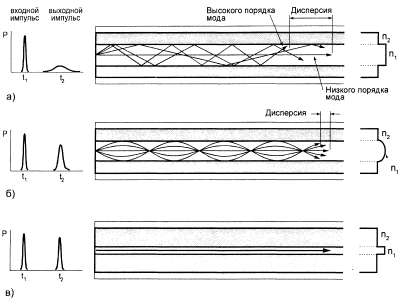 входной импульс
выходной импульс
Высокого порядка мода
Дисперсия
P
n₂
n₁
t₁
t₂
Низкого порядка мода
а)
Дисперсия
P
n₂
n₁
t₁
t₂
б)
P
n₂
n₁
t₁
t₂
в)